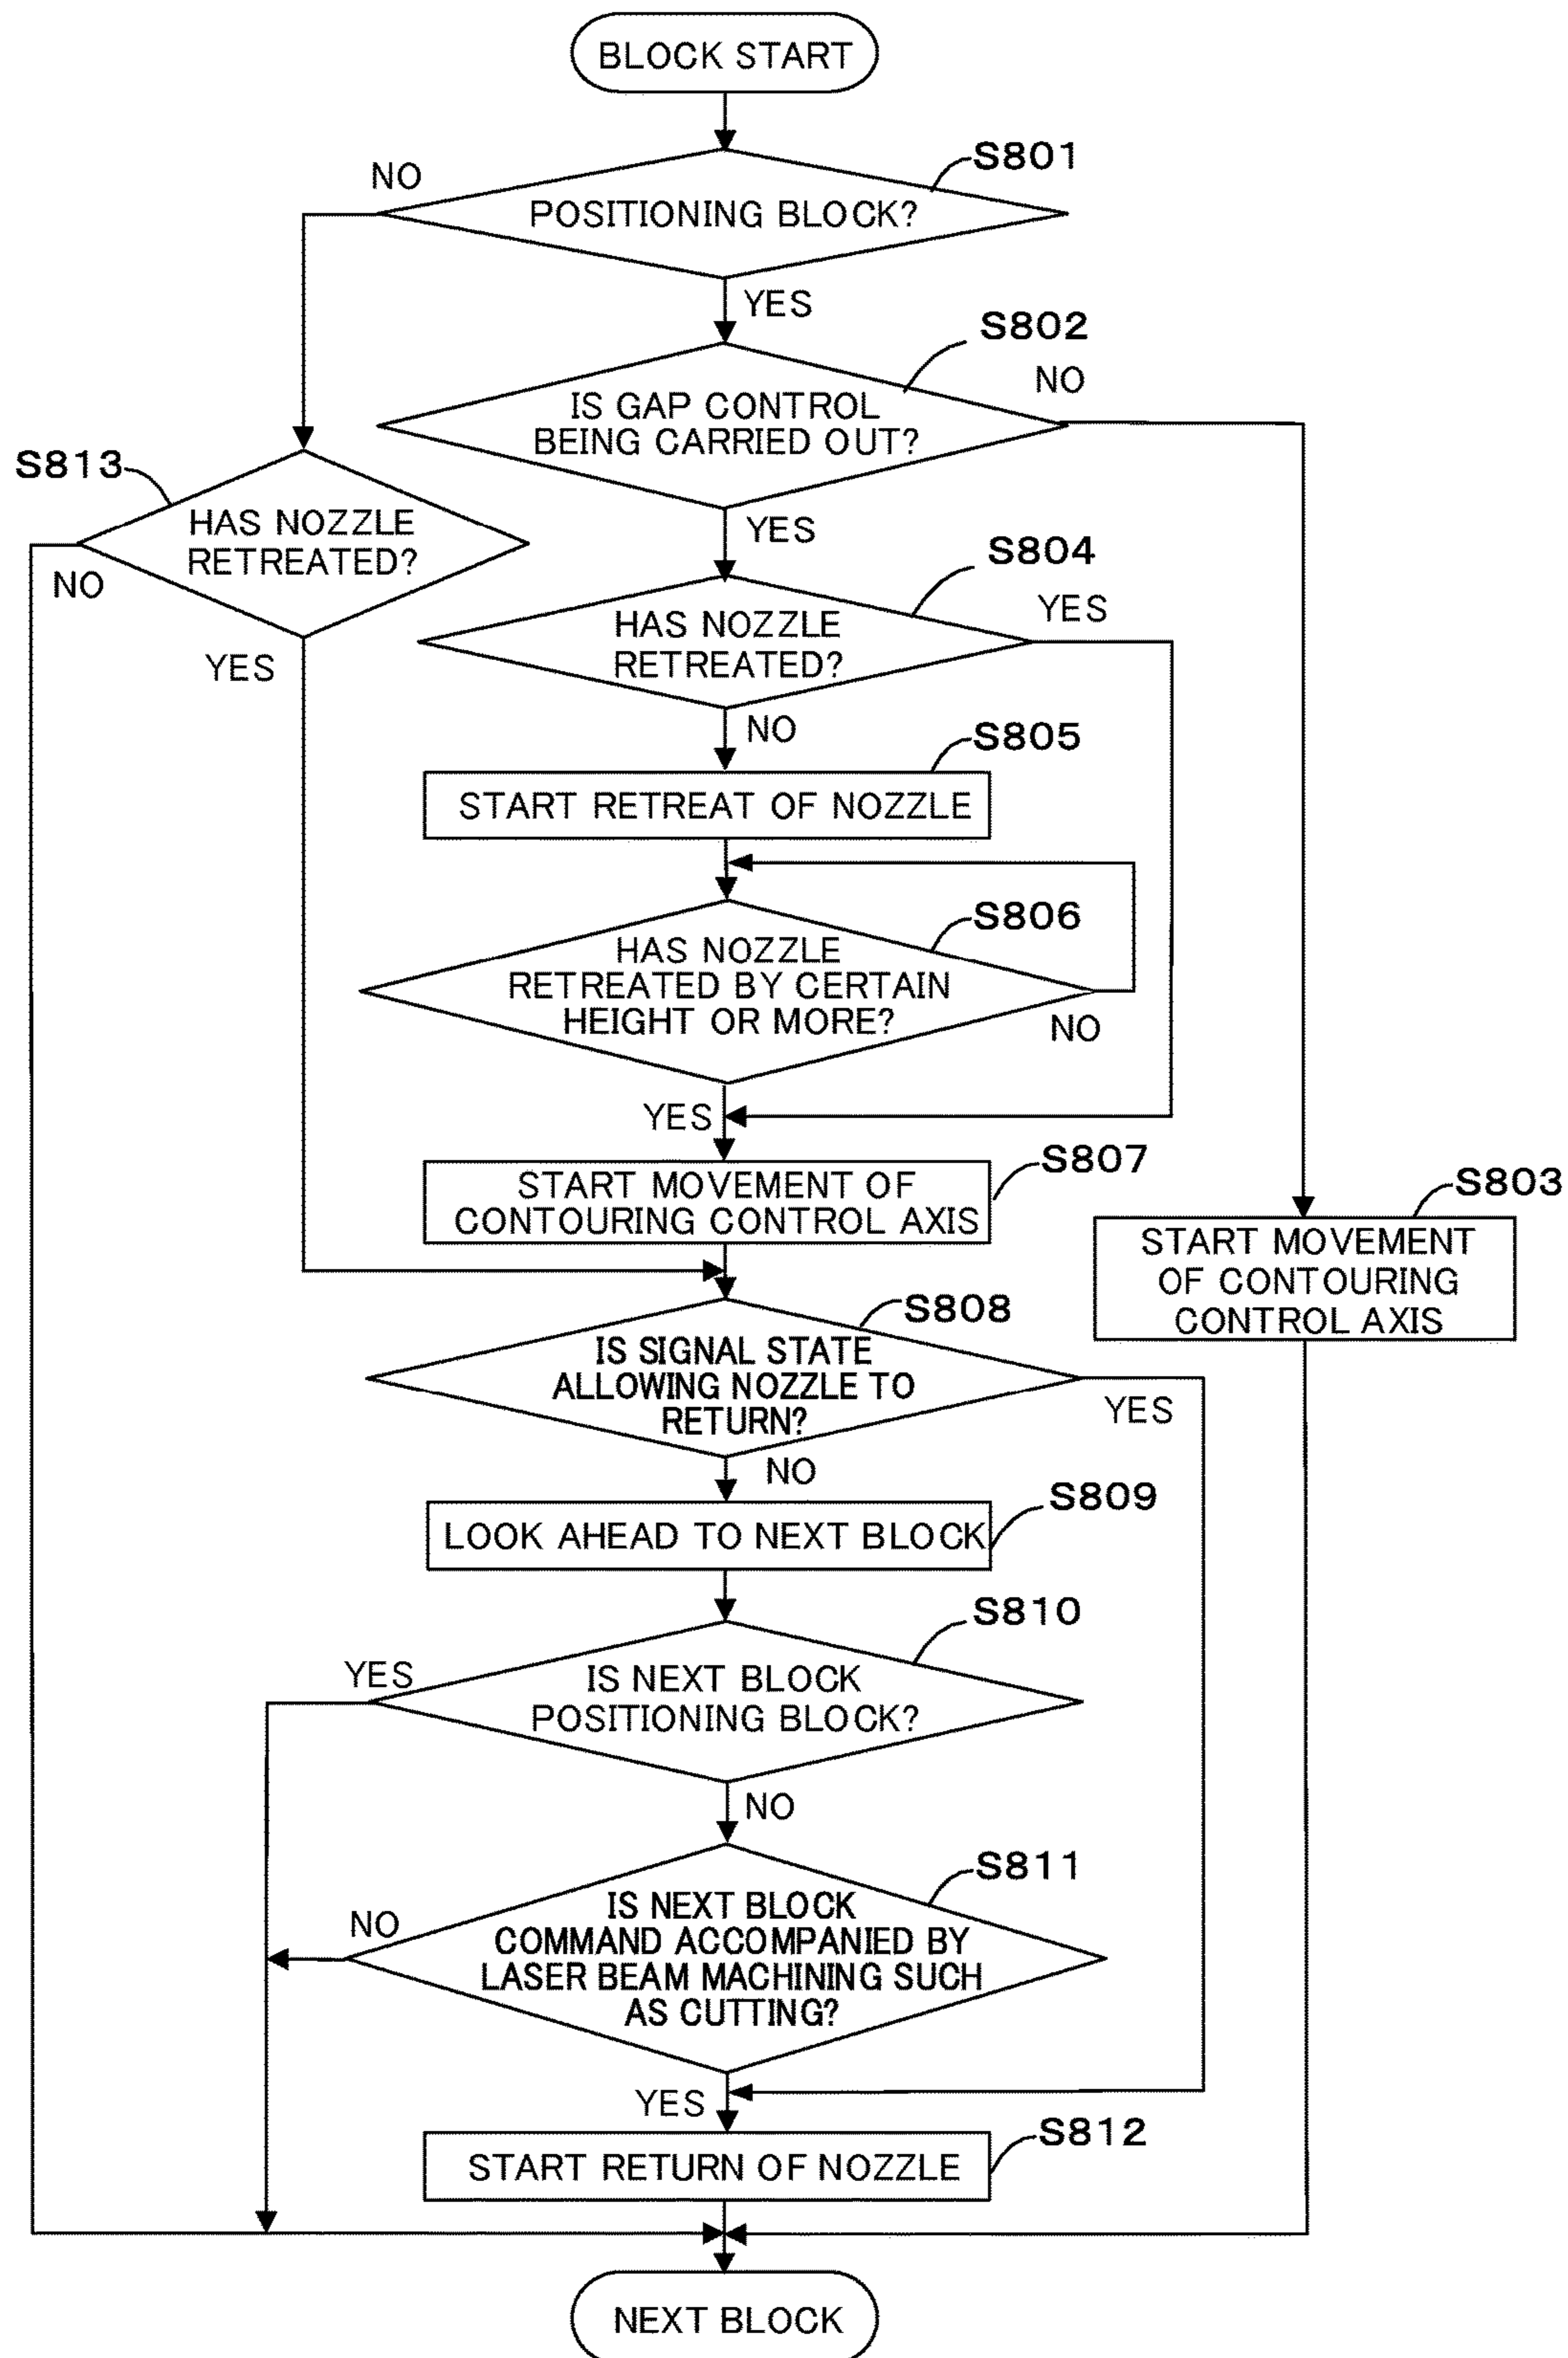 BLOCK START
S801
NO
POSITIONING BLOCK?
YES
S802
NO
IS GAP CONTROL
BEING CARRIED OUT?
YES
S813
HAS NOZZLE
RETREATED?
NO
YES
S804
YES
HAS NOZZLE
RETREATED?
NO
S805
START RETREAT OF NOZZLE
S806
HAS NOZZLE
RETREATED BY CERTAIN
HEIGHT OR MORE?
NO
YES
S807
START MOVEMENT OF
CONTOURING CONTROL AXIS
S803
START MOVEMENT
OF CONTOURING
CONTROL AXIS
S808
IS SIGNAL STATE
ALLOWING NOZZLE TO
RETURN?
YES
NO
S809
LOOK AHEAD TO NEXT BLOCK
S810
YES
IS NEXT BLOCK
POSITIONING BLOCK?
NO
S811
NO
IS NEXT BLOCK
COMMAND ACCOMPANIED BY
LASER BEAM MACHINING SUCH
AS CUTTING?
YES
S812
START RETURN OF NOZZLE
NEXT BLOCK